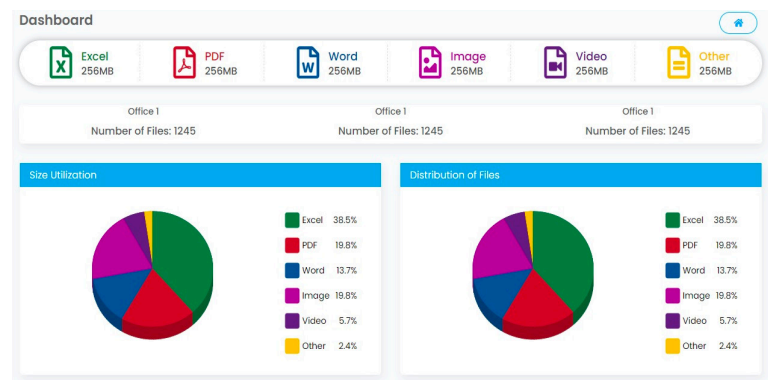 Dashboard
Excel
256MB
PDF
256MB
Word
256MB
Image
256MB
Video
256MB
Other
256MB
Office 1
Number of Files: 1245
Office 1
Number of Files: 1245
Office 1
Number of Files: 1245
Size Utilization
Excel 38.5%
PDF 19.8%
Word 13.7%
Image 19.8%
Video 5.7%
Other 2.4%
Distribution of Files
Excel 38.5%
PDF 19.8%
Word 13.7%
Image 19.8%
Video 5.7%
Other 2.4%